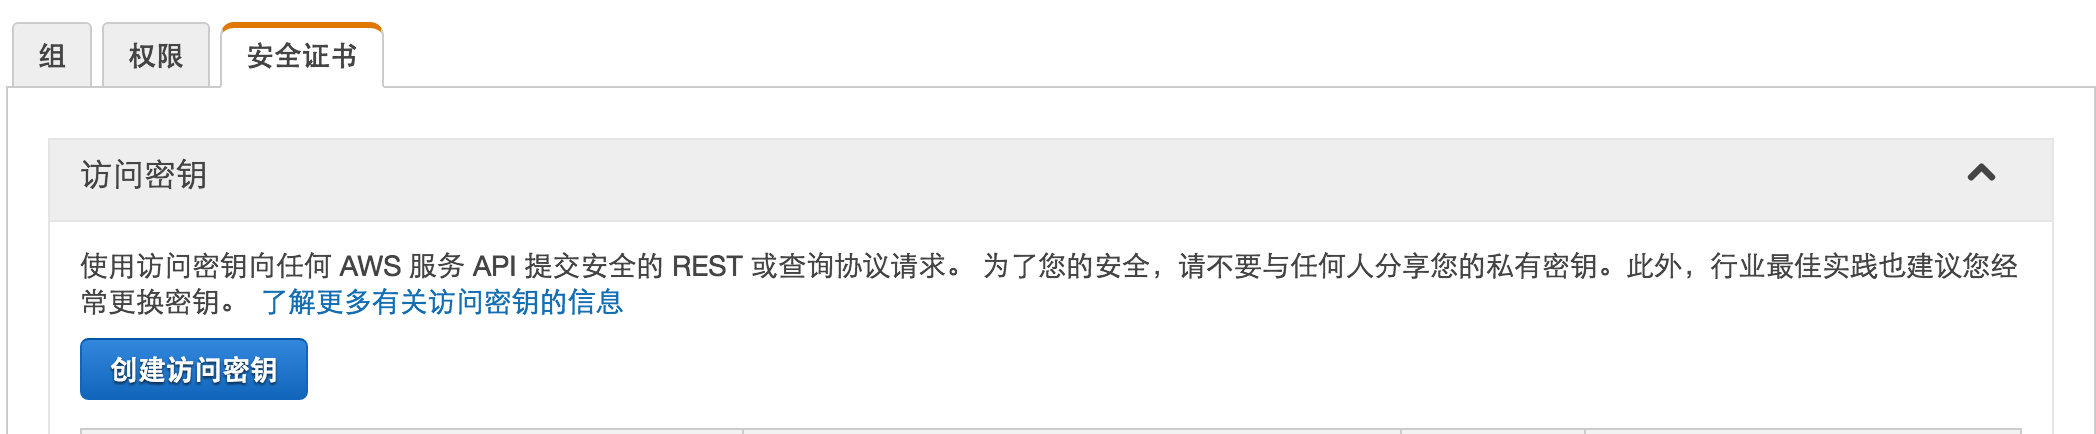 组
权限
安全证书
访问密钥
使用访问密钥向任何 AWS 服务 API 提交安全的 REST 或查询协议请求。 为了您的安全，请不要与任何人分享您的私有密钥。此外，行业最佳实践也建议您经
常更换密钥。 了解更多有关访问密钥的信息
创建访问密钥